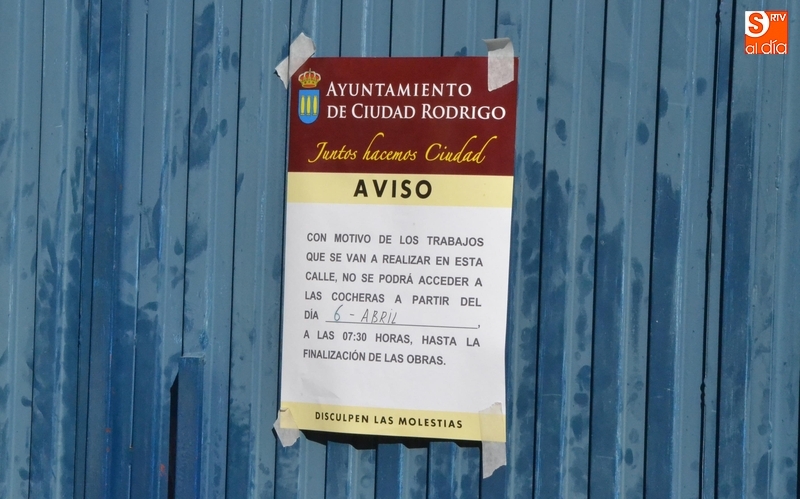 S RTV
al día
AYUNTAMIENTO
DE CIUDAD RODRIGO
Juntos hacemos Ciudad
AVISO
CON MOTIVO DE LOS TRABAJOS
QUE SE VAN A REALIZAR EN ESTA
CALLE, NO SE PODRÁ ACCEDER A
LAS COCHERAS A PARTIR DEL
DÍA 6 - ABRIL,
A LAS 07:30 HORAS, HASTA LA
FINALIZACIÓN DE LAS OBRAS.
DISCULPEN LAS MOLESTIAS